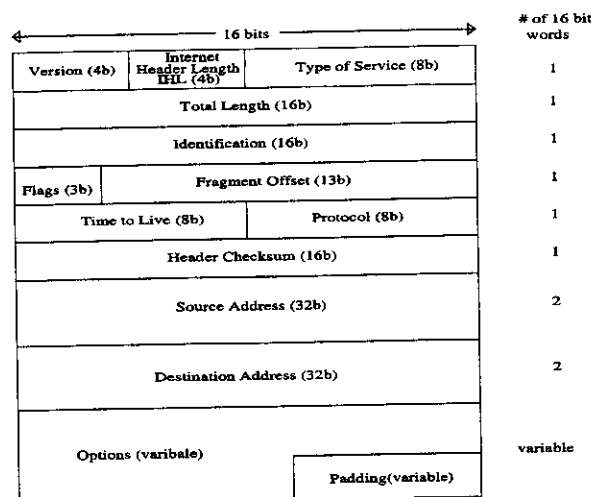 # of 16 bit
words
16 bits
Version (4b)
Internet
Header Length
IHL (4b)
Type of Service (8b)
1
Total Length (16b)
1
Identification (16b)
1
Flags (3b)
Fragment Offset (13b)
1
Time to Live (8b)
Protocol (8b)
1
Header Checksum (16b)
1
Source Address (32b)
2
Destination Address (32b)
2
Options (varibale)
variable
Padding(variable)